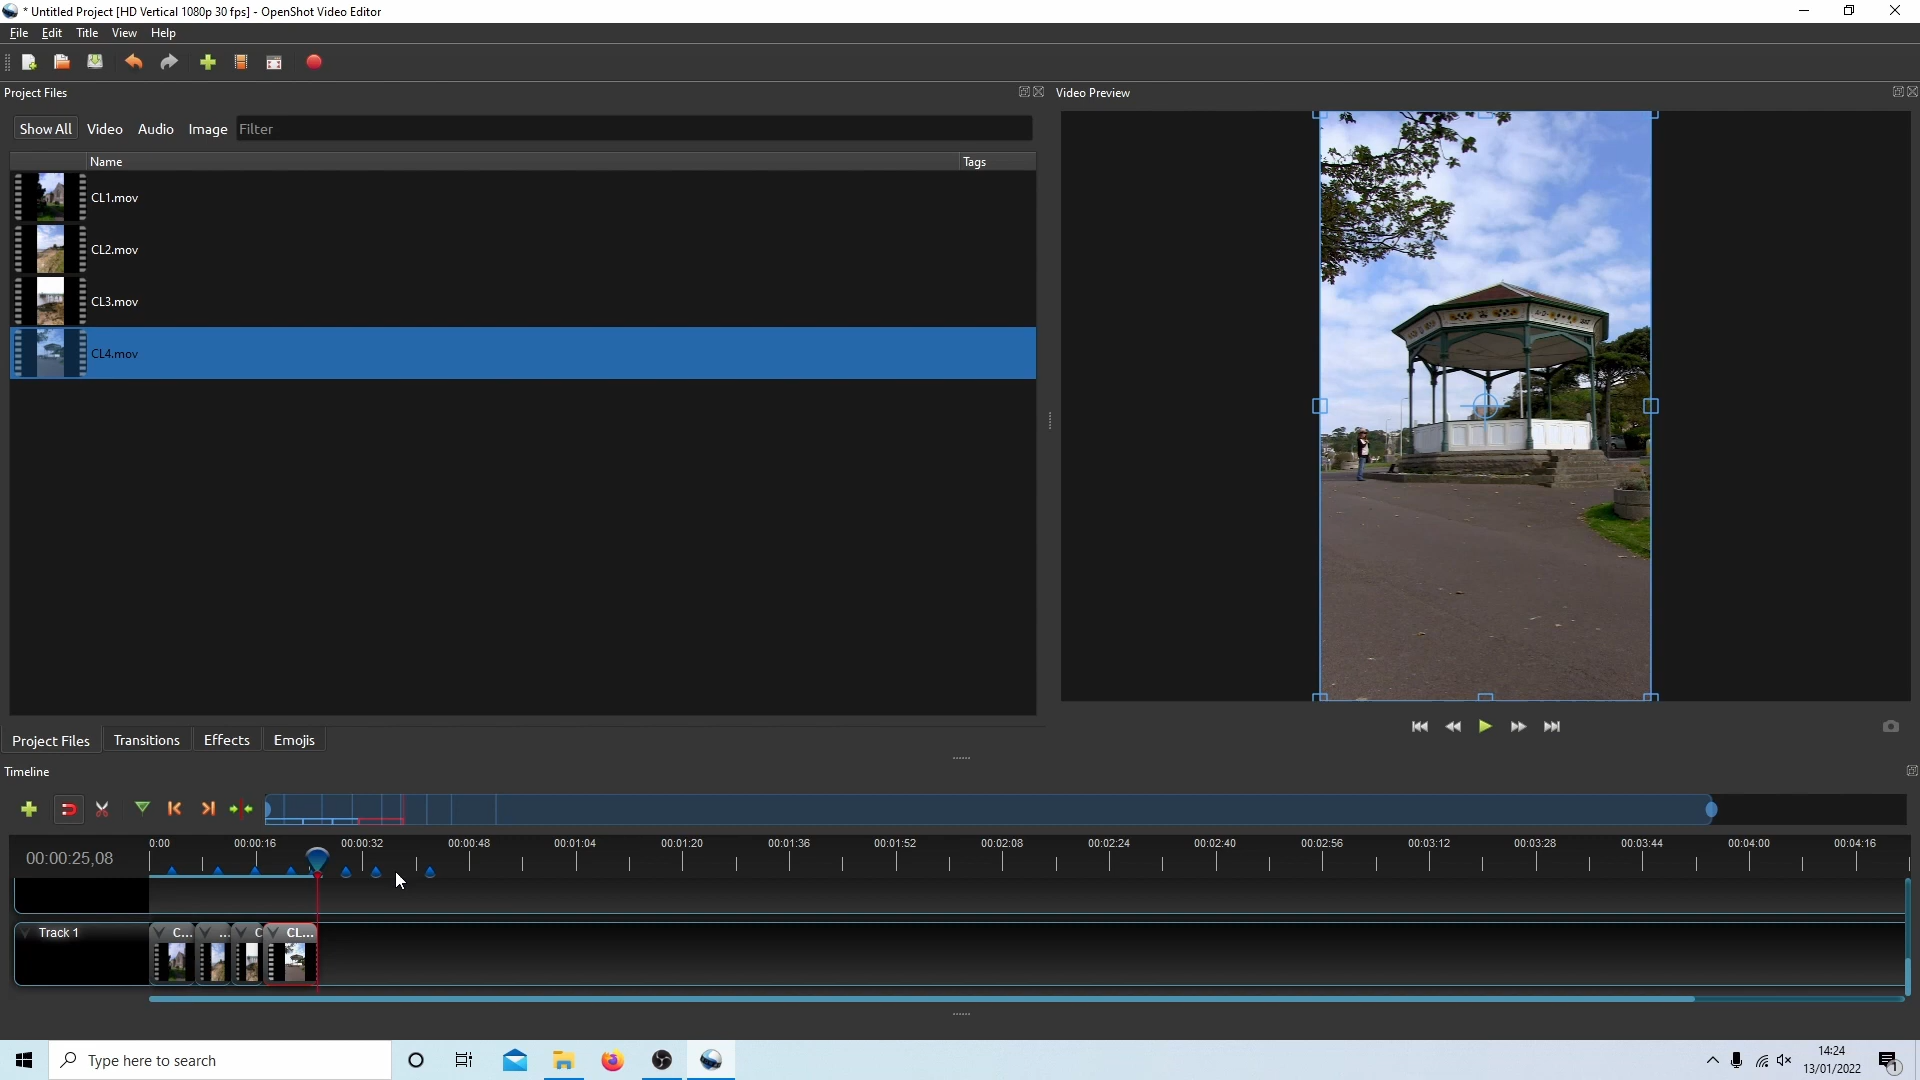 * Untitled Project [HD Vertical 1080p 30 fps] - OpenShot Video Editor
File Edit Title View Help
Project Files
Video Preview
Show All Video Audio Image Filter
Name Tags
CL1.mov
CL2.mov
CL3.mov
CL4.mov
Project Files Transitions Effects Emojis
Timeline
0:00 00:00:16 00:00:32 00:00:48 00:01:04 00:01:20 00:01:36 00:01:52 00:02:08 00:02:24 00:02:40 00:02:56 00:03:12 00:03:28 00:03:44 00:04:00 00:04:16
00:00:25,08
Track 1 C... ... C CL...
Type here to search
14:24
13/01/2022
1